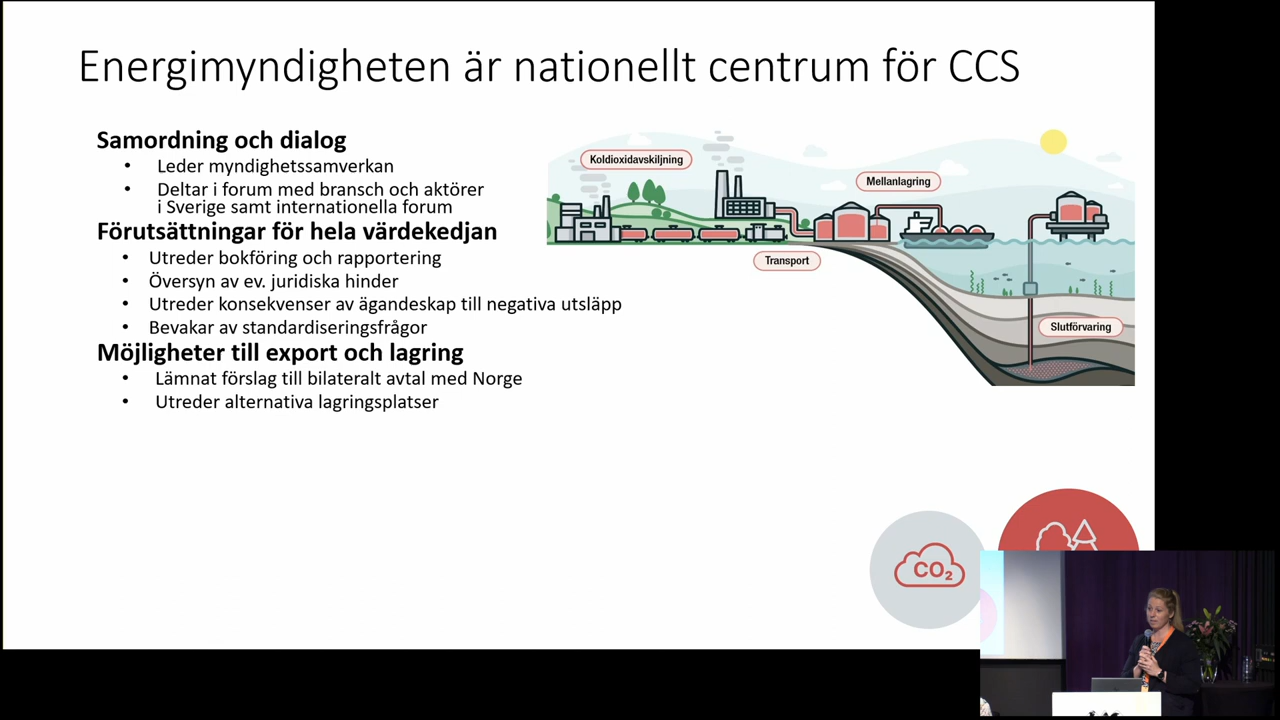 Energimyndigheten är nationellt centrum för CCS
Samordning och dialog
• Leder myndighetssamverkan
• Deltar i forum med bransch och aktörer
i Sverige samt internationella forum
Förutsättningar för hela värdekedjan
• Utreder bokföring och rapportering
• Översyn av ev. juridiska hinder
• Utreder konsekvenser av ägandeskap till negativa utsläpp
• Bevakar av standardiseringsfrågor
Möjligheter till export och lagring
• Lämnat förslag till bilateralt avtal med Norge
• Utreder alternativa lagringsplatser
Koldioxidavskiljning
Mellanlagring
Transport
Slutförvaring
CO₂